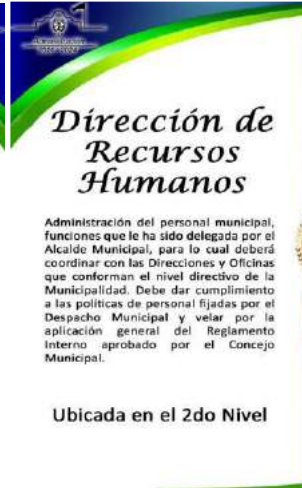 Dirección de
Recursos
Humanos
Administración del personal municipal,
funciones que le ha sido delegada por el
Alcalde Municipal, para lo cual deberá
coordinar con las Direcciones y Oficinas
que conforman el nivel directivo de la
Municipalidad. Debe dar cumplimiento
a las políticas de personal fijadas por el
Despacho Municipal y velar por la
aplicación general del Reglamento
Interno aprobado por el Concejo
Municipal.
Ubicada en el 2do Nivel